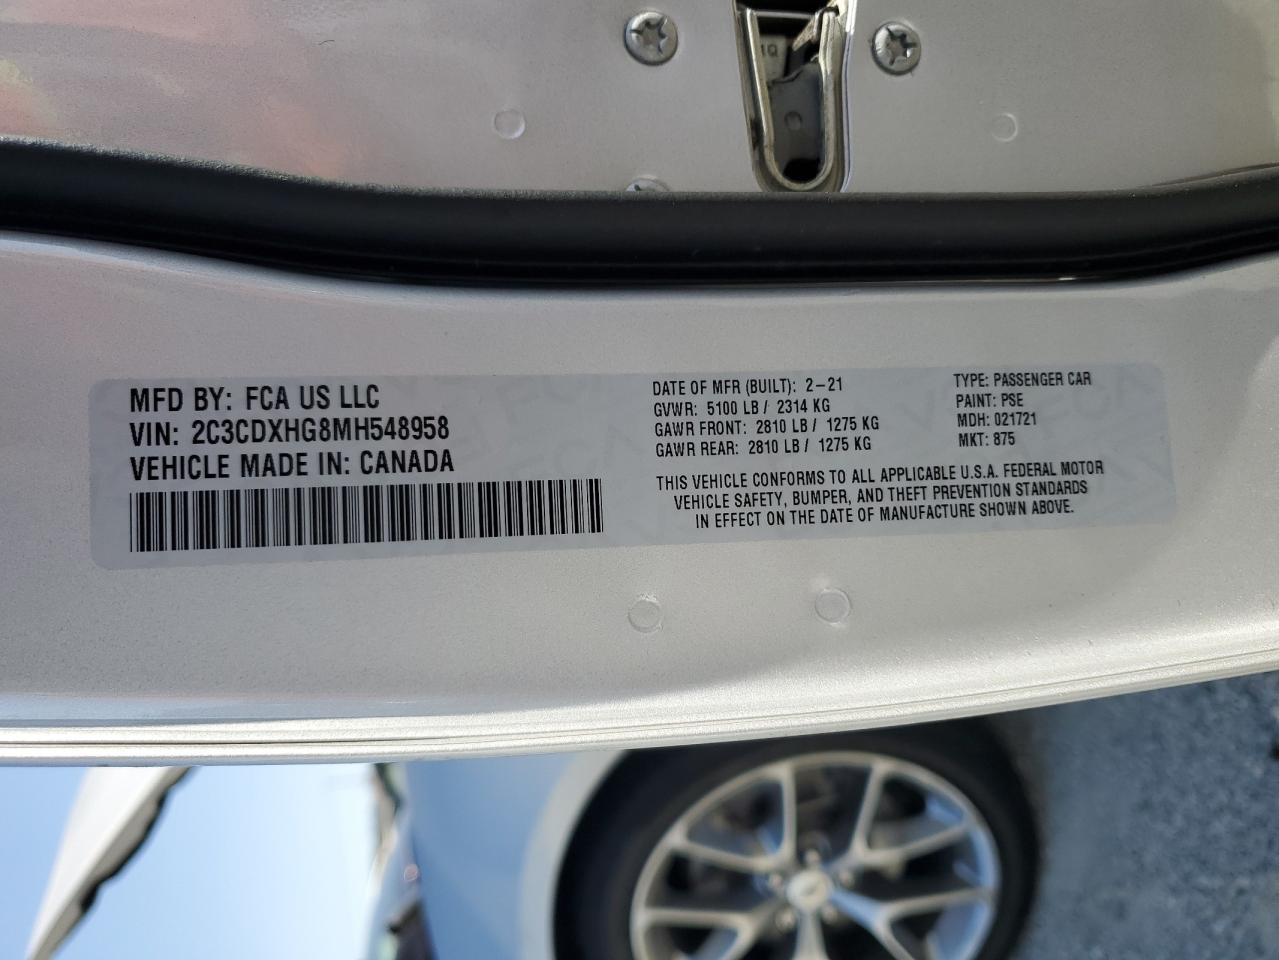 MFD BY: FCA US LLC
VIN: 2C3CDXHG8MH548958
VEHICLE MADE IN: CANADA
DATE OF MFR (BUILT): 2-21
GVWR: 5100 LB / 2314 KG
GAWR FRONT: 2810 LB / 1275 KG
GAWR REAR: 2810 LB / 1275 KG
TYPE: PASSENGER CAR
PAINT: PSE
MDH: 021721
MKT: 875
THIS VEHICLE CONFORMS TO ALL APPLICABLE U.S.A. FEDERAL MOTOR
VEHICLE SAFETY, BUMPER, AND THEFT PREVENTION STANDARDS
IN EFFECT ON THE DATE OF MANUFACTURE SHOWN ABOVE.